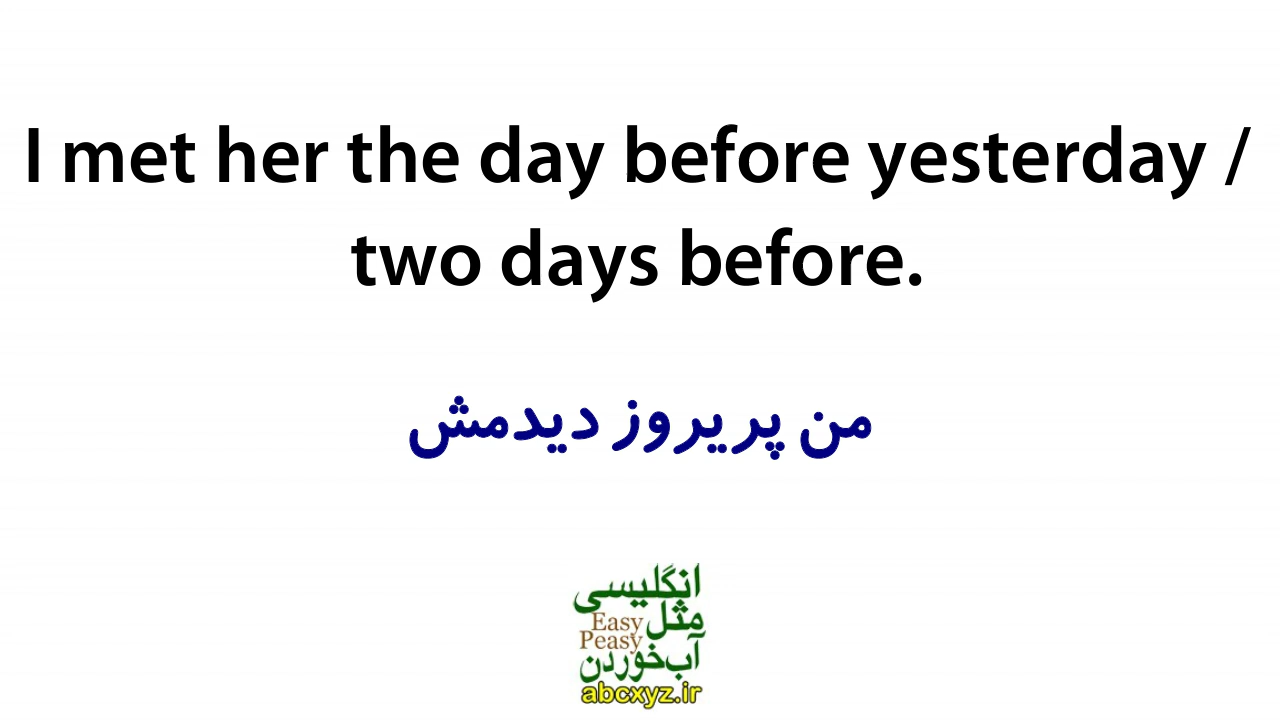 I met her the day before yesterday /
two days before.
من پریروز دیدمش
انگلیسی
مثل
Easy
Peasy
آب‌خوردن
abcxyz.ir